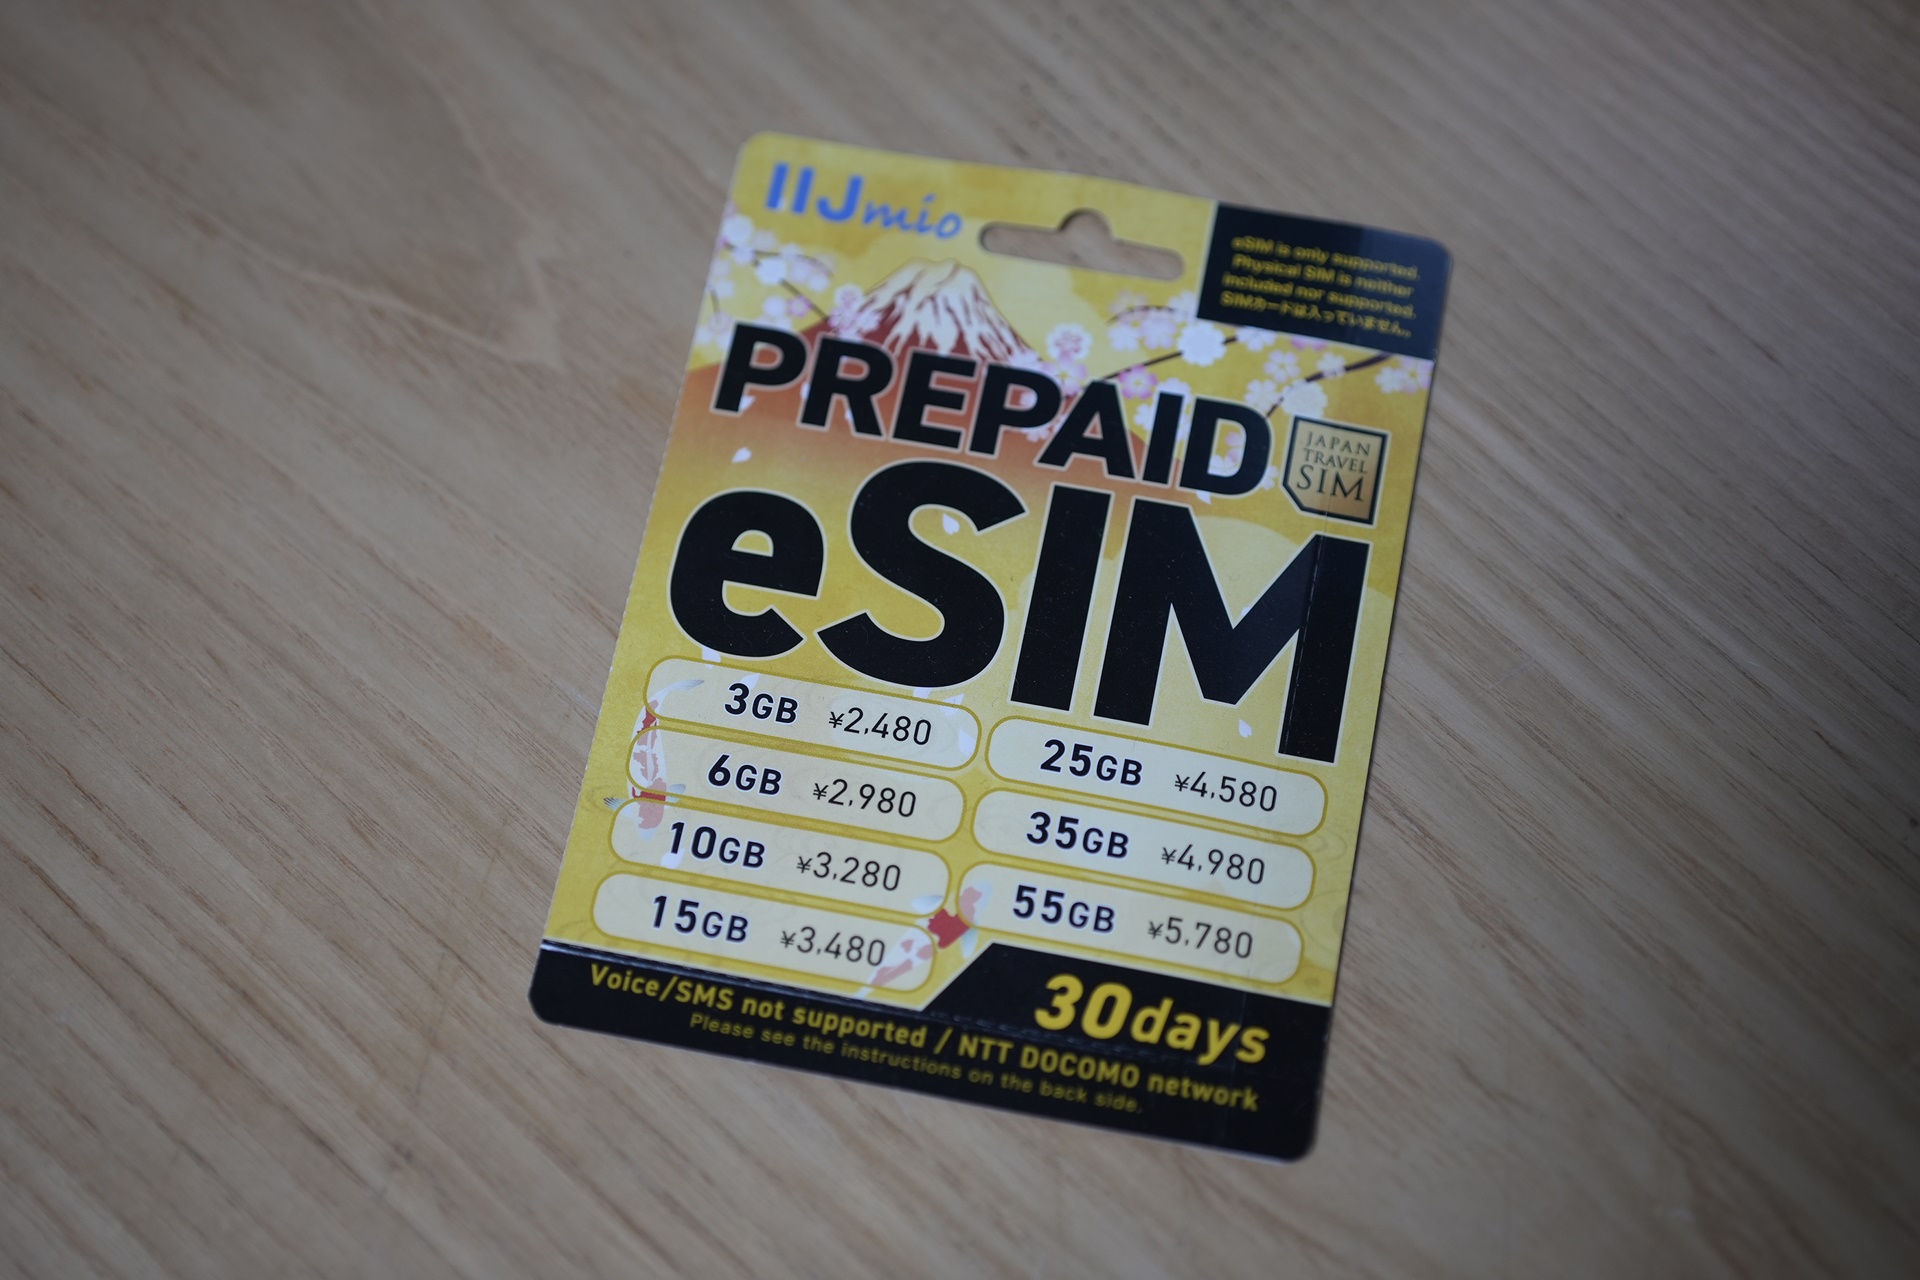 IIJmio
eSIM is only supported.
Physical SIM is neither
included nor supported.
SIMカードは入っていません。
PREPAID
JAPAN
TRAVEL
SIM
eSIM
3GB ¥2,480
6GB ¥2,980
10GB ¥3,280
15GB ¥3,480
25GB ¥4,580
35GB ¥4,980
55GB ¥5,780
30days
Voice/SMS not supported / NTT DOCOMO network
Please see the instructions on the back side.